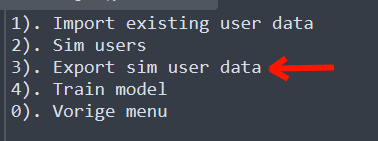 1). Import existing user data
2). Sim users
3). Export sim user data
4). Train model
0). Vorige menu